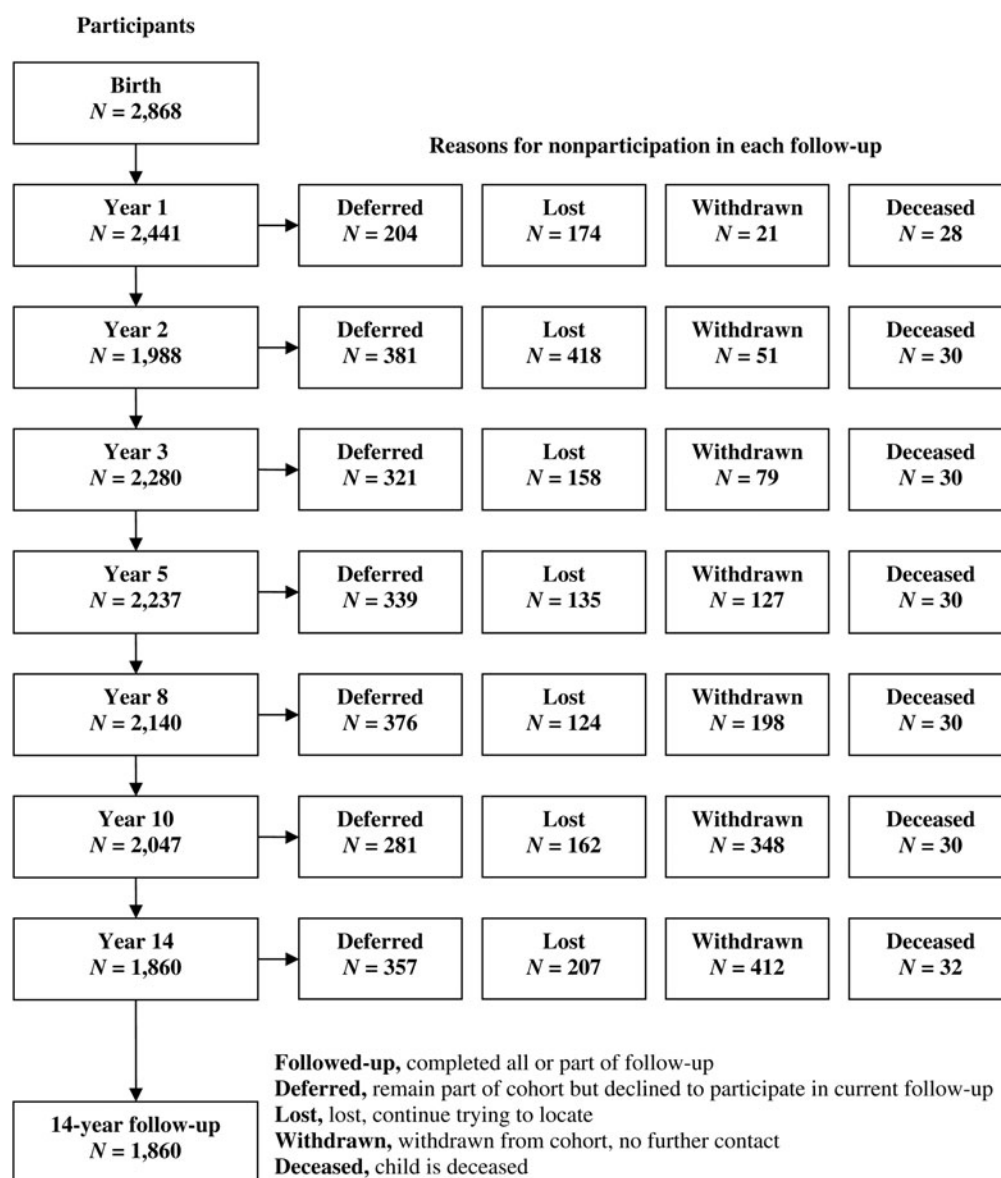 Participants
Birth
N = 2,868
Reasons for nonparticipation in each follow-up
Year 1
N = 2,441
Deferred
N = 204
Lost
N = 174
Withdrawn
N = 21
Deceased
N = 28
Year 2
N = 1,988
Deferred
N = 381
Lost
N = 418
Withdrawn
N = 51
Deceased
N = 30
Year 3
N = 2,280
Deferred
N = 321
Lost
N = 158
Withdrawn
N = 79
Deceased
N = 30
Year 5
N = 2,237
Deferred
N = 339
Lost
N = 135
Withdrawn
N = 127
Deceased
N = 30
Year 8
N = 2,140
Deferred
N = 376
Lost
N = 124
Withdrawn
N = 198
Deceased
N = 30
Year 10
N = 2,047
Deferred
N = 281
Lost
N = 162
Withdrawn
N = 348
Deceased
N = 30
Year 14
N = 1,860
Deferred
N = 357
Lost
N = 207
Withdrawn
N = 412
Deceased
N = 32
14-year follow-up
N = 1,860
Followed-up, completed all or part of follow-up
Deferred, remain part of cohort but declined to participate in current follow-up
Lost, lost, continue trying to locate
Withdrawn, withdrawn from cohort, no further contact
Deceased, child is deceased